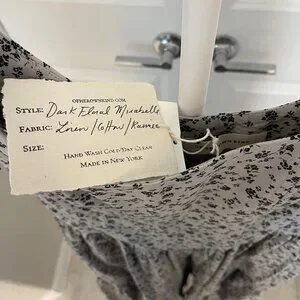 OFHEROWNKIND.COM
STYLE: Dark Floral Mirabelle
FABRIC: Linen / Cotton / Ramie
SIZE:
HAND WASH COLD/DRY CLEAN
MADE IN NEW YORK